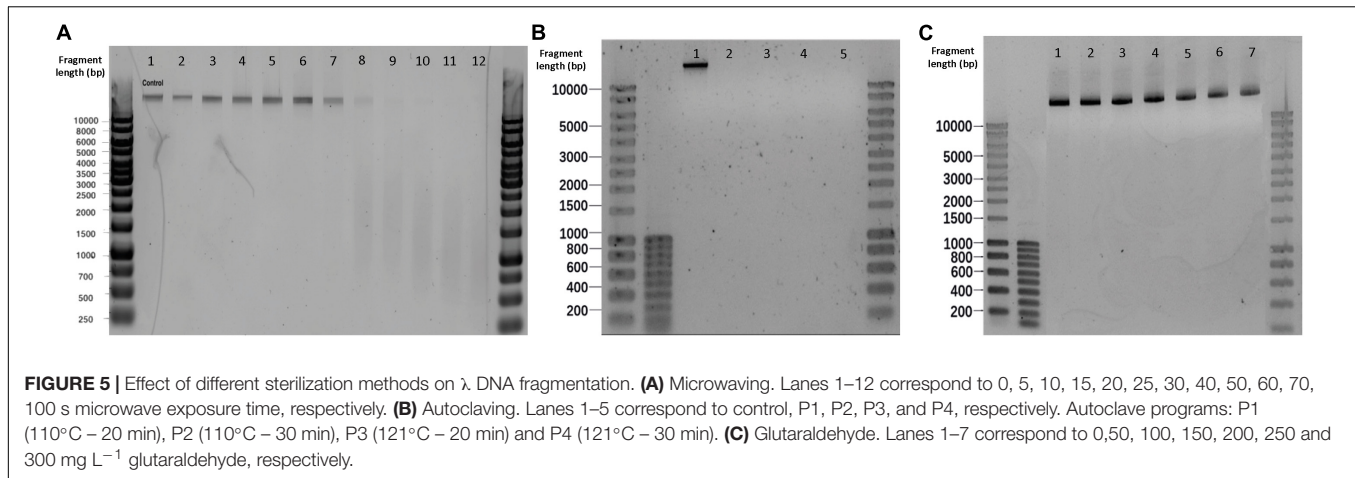 A
Fragment
length (bp)
1 2 3 4 5 6 7 8 9 10 11 12
Control
10000
8000
6000
5000
4000
3500
3000
2500
2000
1500
1000
700
500
250
B
Fragment
length (bp)
1 2 3 4 5
10000
5000
3000
2000
1500
1000
800
600
400
200
C
Fragment
length (bp)
1 2 3 4 5 6 7
10000
5000
3000
2000
1500
1000
800
600
400
200
FIGURE 5 | Effect of different sterilization methods on λ DNA fragmentation. (A) Microwaving. Lanes 1–12 correspond to 0, 5, 10, 15, 20, 25, 30, 40, 50, 60, 70,
100 s microwave exposure time, respectively. (B) Autoclaving. Lanes 1–5 correspond to control, P1, P2, P3, and P4, respectively. Autoclave programs: P1
(110°C – 20 min), P2 (110°C – 30 min), P3 (121°C – 20 min) and P4 (121°C – 30 min). (C) Glutaraldehyde. Lanes 1–7 correspond to 0,50, 100, 150, 200, 250 and
300 mg L⁻¹ glutaraldehyde, respectively.